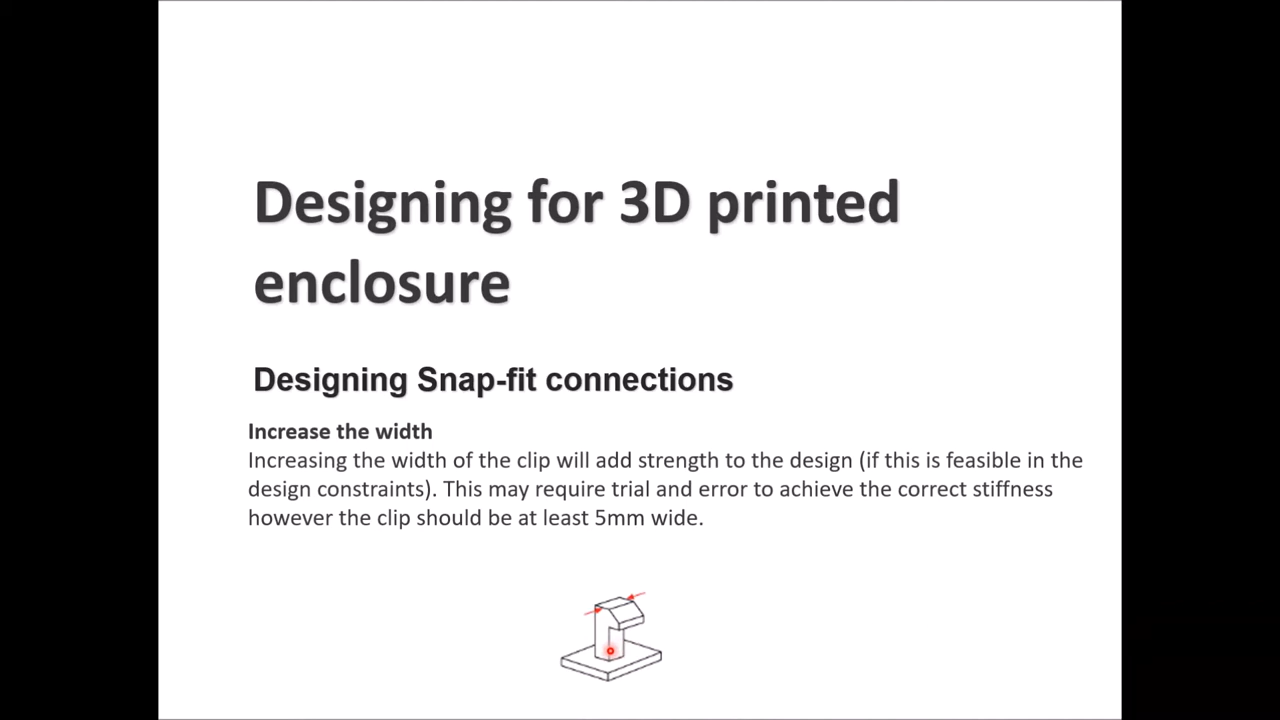 Designing for 3D printed
enclosure
Designing Snap-fit connections
Increase the width
Increasing the width of the clip will add strength to the design (if this is feasible in the
design constraints). This may require trial and error to achieve the correct stiffness
however the clip should be at least 5mm wide.